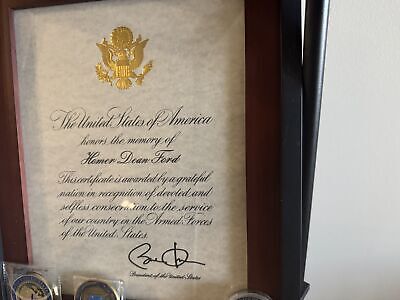 The United States of America
honors the memory of
Homer Dean Ford
This certificate is awarded by a grateful
nation in recognition of devoted and
selfless consecration to the service
of our country in the Armed Forces
of the United States.
President of the United States